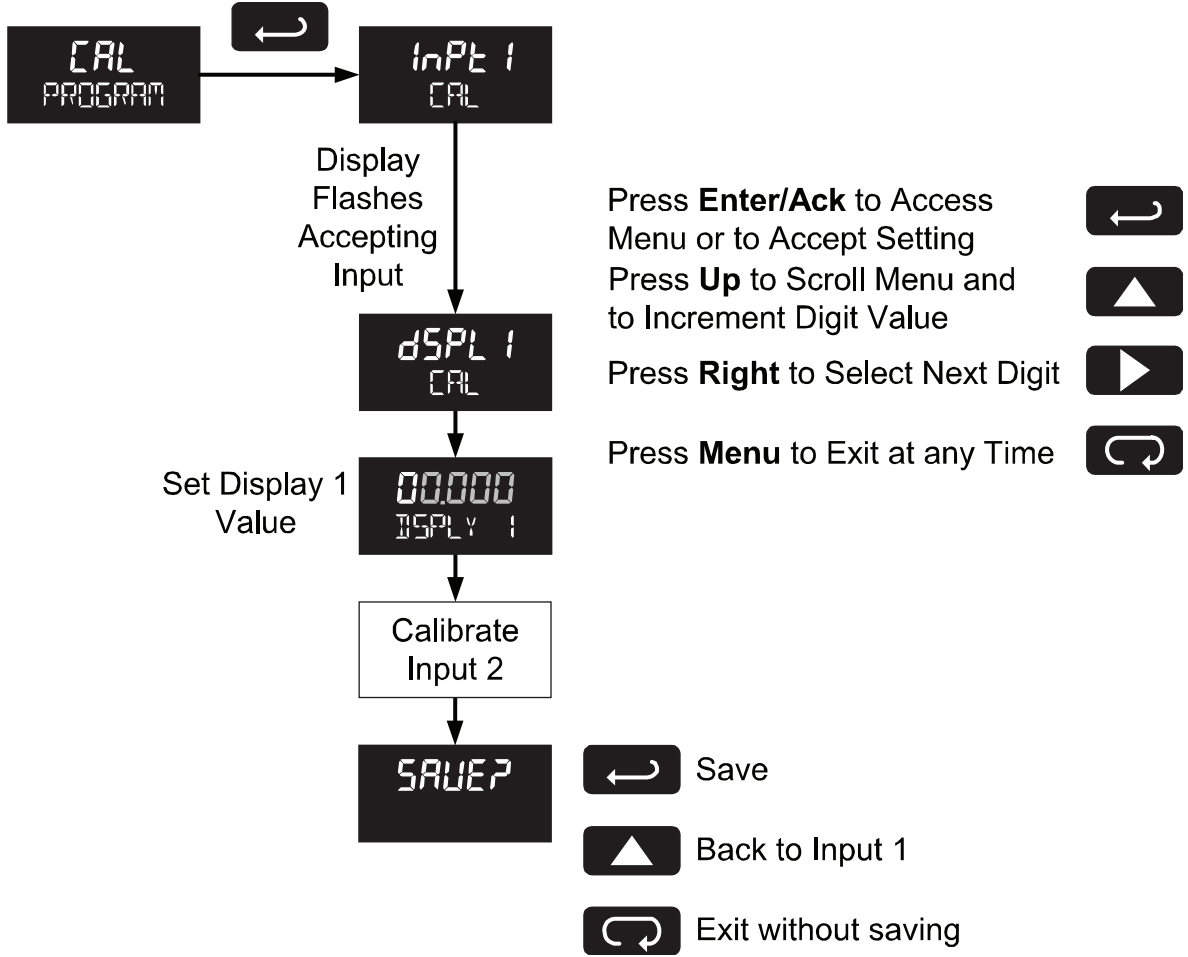 CAL
PROGRAM
InPt 1
CAL
Display
Flashes
Accepting
Input
dSPL 1
CAL
Set Display 1
Value
00.000
DSPLY 1
Calibrate
Input 2
SAVE?
Press Enter/Ack to Access
Menu or to Accept Setting
Press Up to Scroll Menu and
to Increment Digit Value
Press Right to Select Next Digit
Press Menu to Exit at any Time
Save
Back to Input 1
Exit without saving